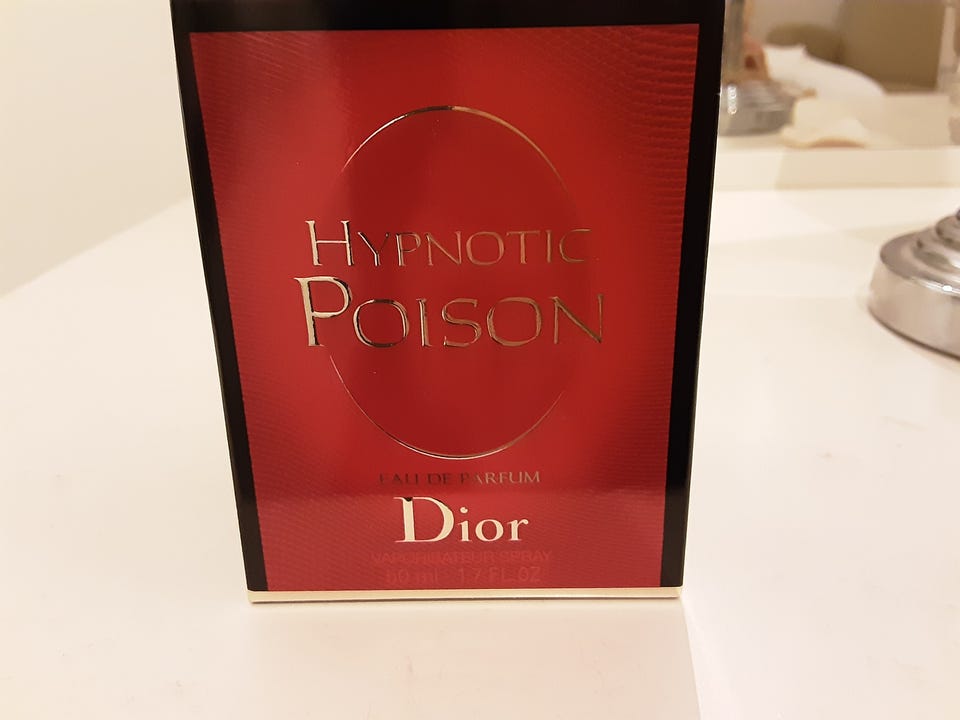 HYPNOTIC
POISON
EAU DE PARFUM
Dior
VAPORISATEUR SPRAY
50 ml - 1.7 FL.OZ